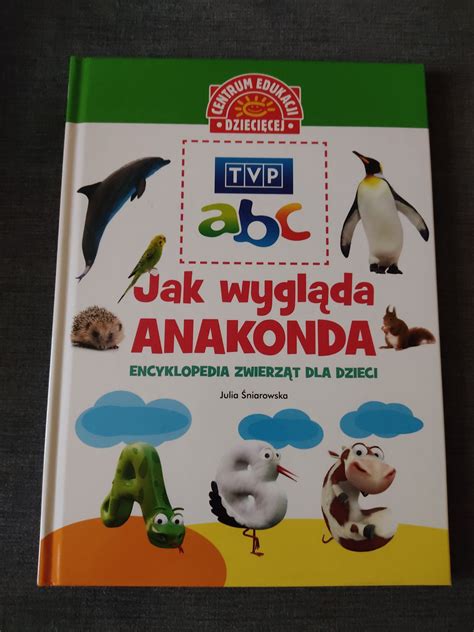 CENTRUM EDUKACJI
DZIECIĘCEJ
TVP
abc
Jak wygląda
ANAKONDA
ENCYKLOPEDIA ZWIERZĄT DLA DZIECI
Julia Śniarowska
A B C